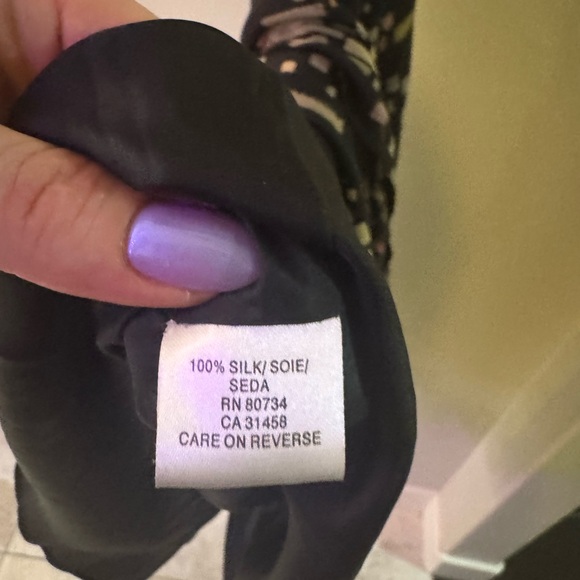 100% SILK/ SOIE/
SEDA
RN 80734
CA 31458
CARE ON REVERSE